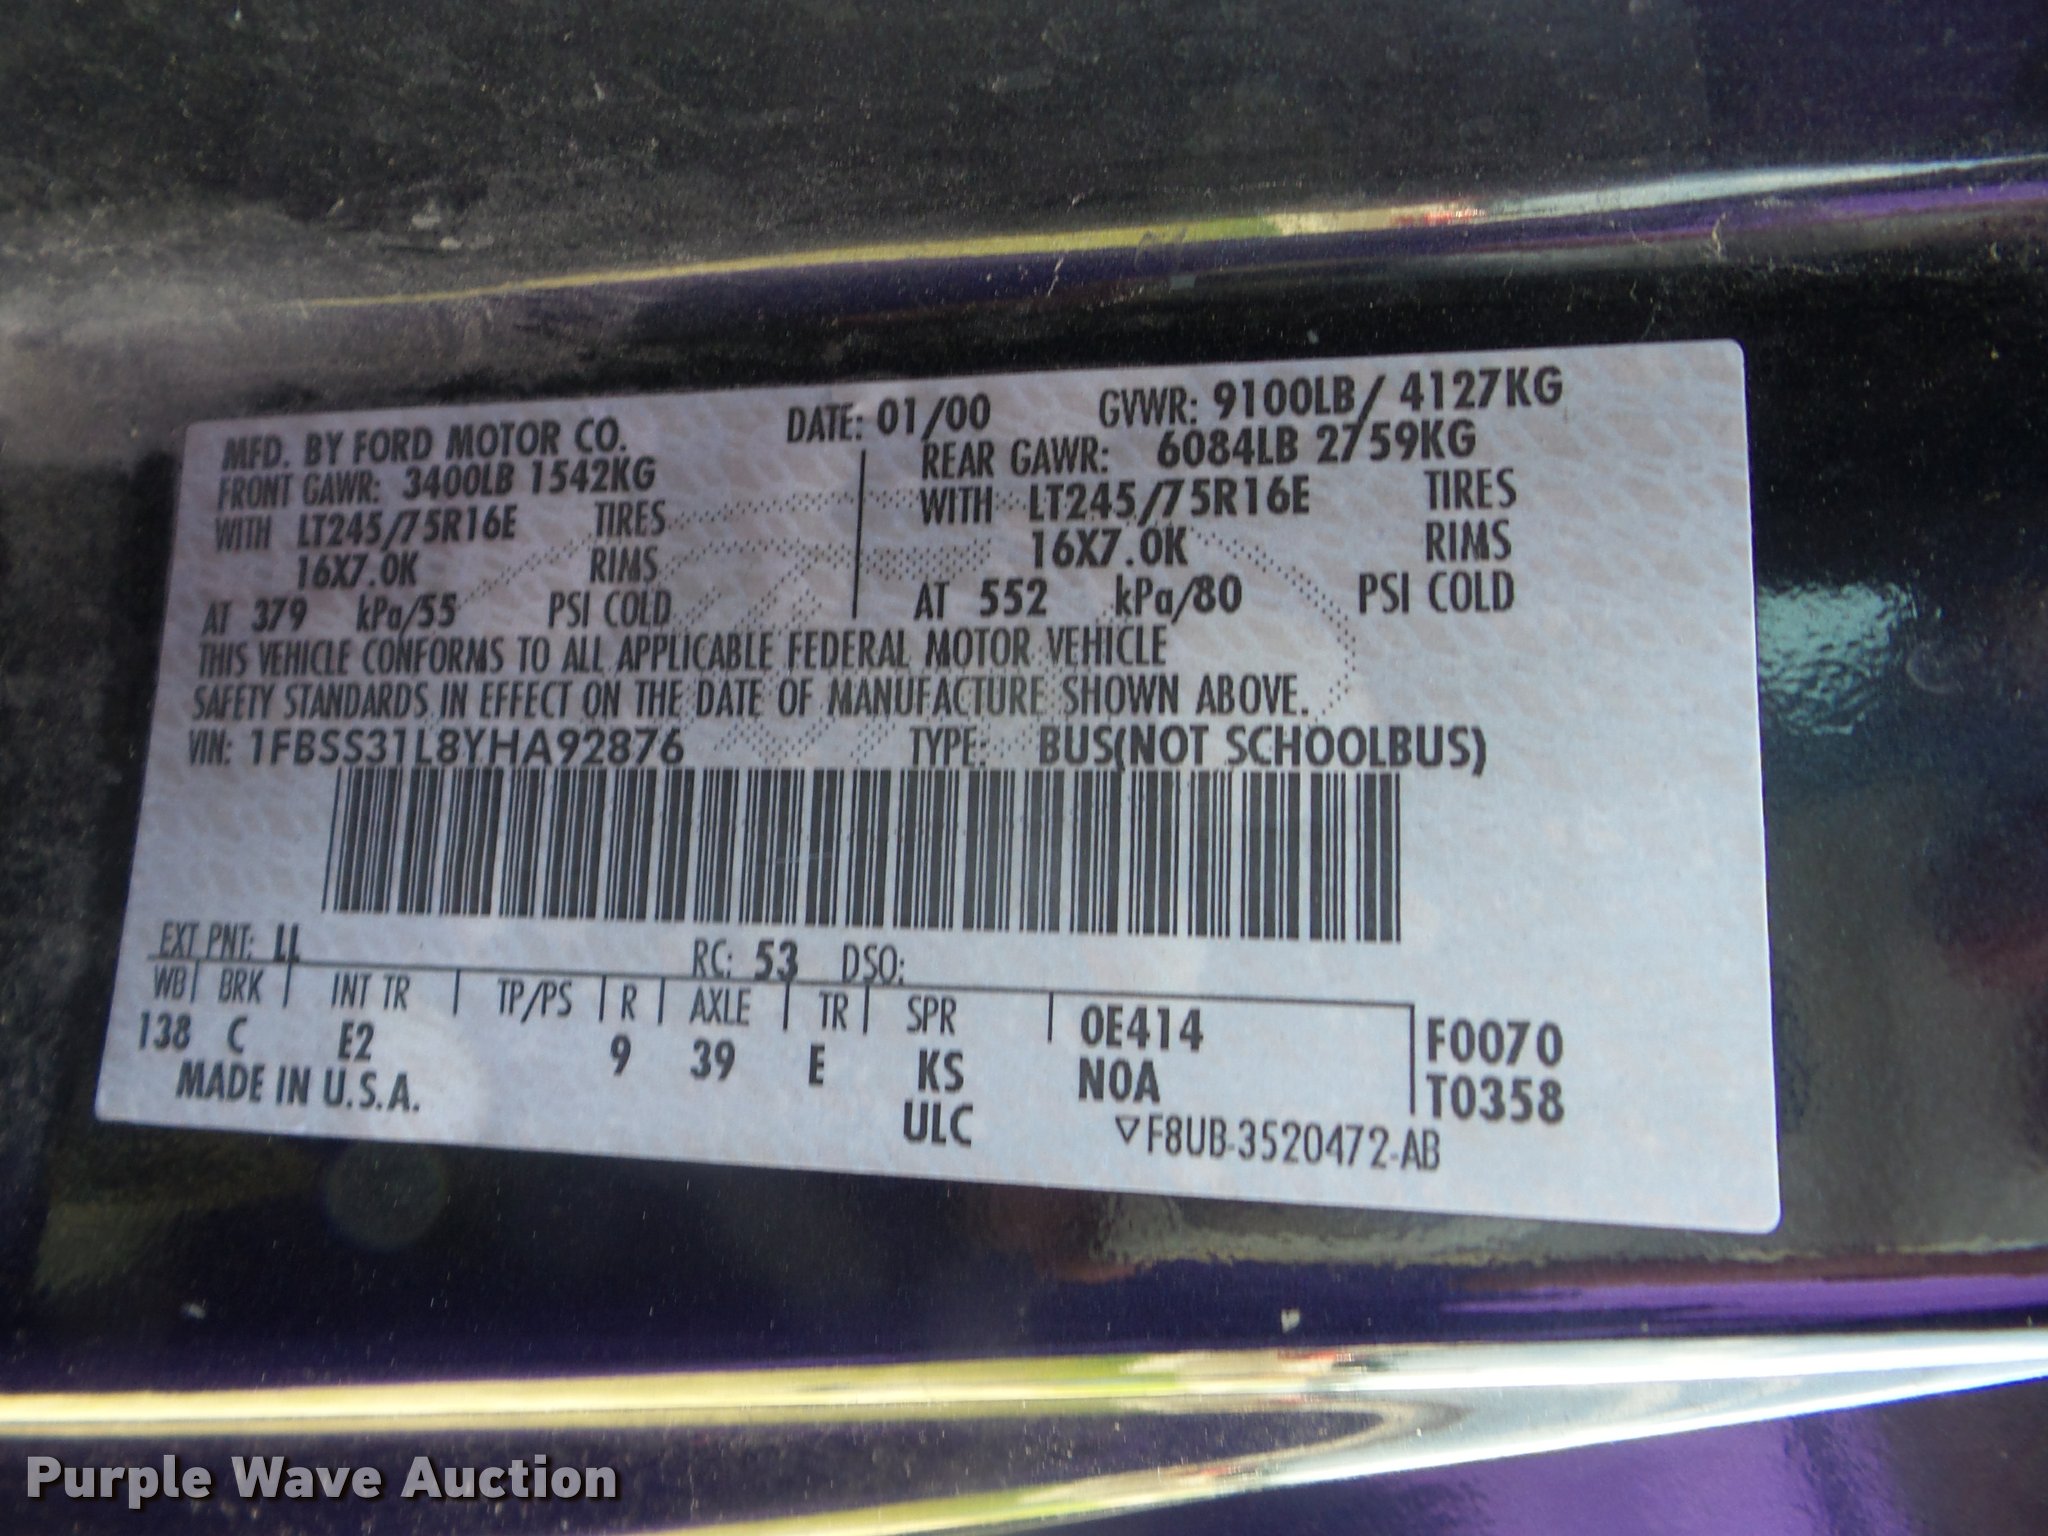 MFD. BY FORD MOTOR CO. DATE: 01/00 GVWR: 9100LB/ 4127KG
FRONT GAWR: 3400LB 1542KG REAR GAWR: 6084LB 2759KG
WITH LT245/75R16E TIRES WITH LT245/75R16E TIRES
16X7.0K RIMS 16X7.0K RIMS
AT 379 kPa/55 PSI COLD AT 552 kPa/80 PSI COLD
THIS VEHICLE CONFORMS TO ALL APPLICABLE FEDERAL MOTOR VEHICLE
SAFETY STANDARDS IN EFFECT ON THE DATE OF MANUFACTURE SHOWN ABOVE.
VIN: 1FBSS31L8YHA92876 TYPE: BUS(NOT SCHOOLBUS)
EXT PNT: LL RC: 53 DSO:
WB BRK INT TR TP/PS R AXLE TR SPR 0E414 F0070
138 C E2 9 39 E KS N0A T0358
MADE IN U.S.A. ULC ▽F8UB-3520472-AB
Purple Wave Auction